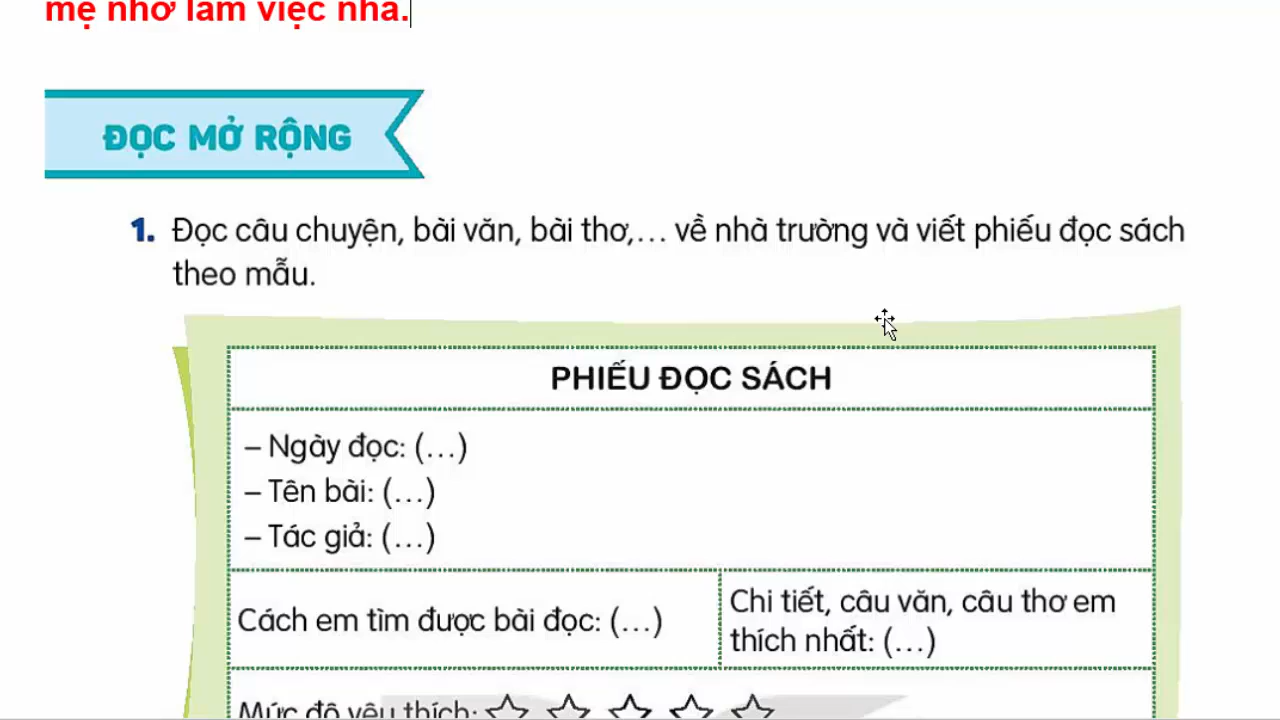 mẹ nhờ làm việc nhà.
ĐỌC MỞ RỘNG
1. Đọc câu chuyện, bài văn, bài thơ,... về nhà trường và viết phiếu đọc sách
theo mẫu.
PHIẾU ĐỌC SÁCH
– Ngày đọc: (...)
– Tên bài: (...)
– Tác giả: (...)
Cách em tìm được bài đọc: (...)
Chi tiết, câu văn, câu thơ em
thích nhất: (...)
Mức độ yêu thích: